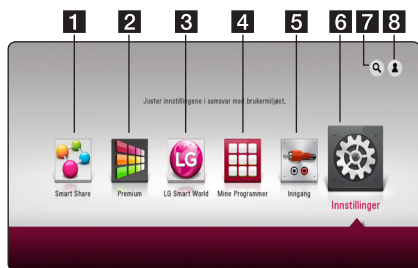 1 2 3 4 5 6 7 8
Juster innstillingene i samsvar med brukermiljøet.
LG
Smart Share Premium LG Smart World Mine Programmer Inngang
Innstillinger